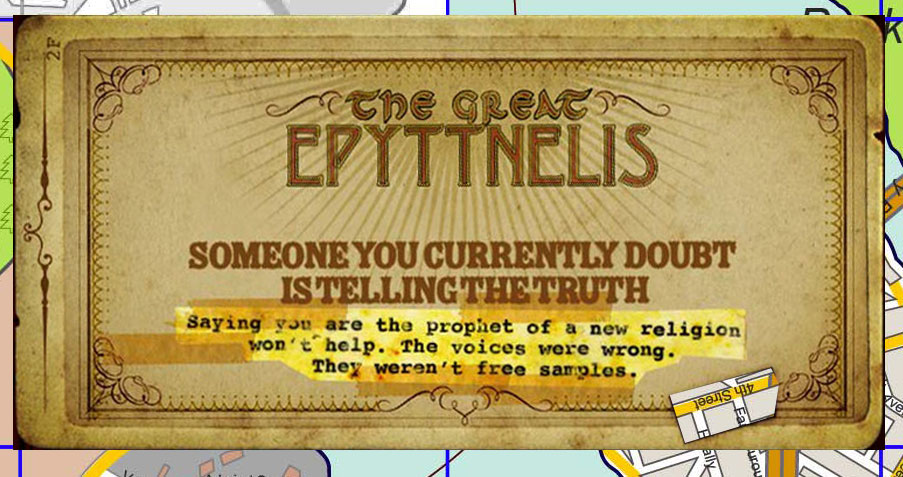 2F
THE GREAT
EPYTTNELIS
SOMEONE YOU CURRENTLY DOUBT
IS TELLING THE TRUTH
Saying you are the prophet of a new religion
won't help. The voices were wrong.
They weren't free samples.
4th Street